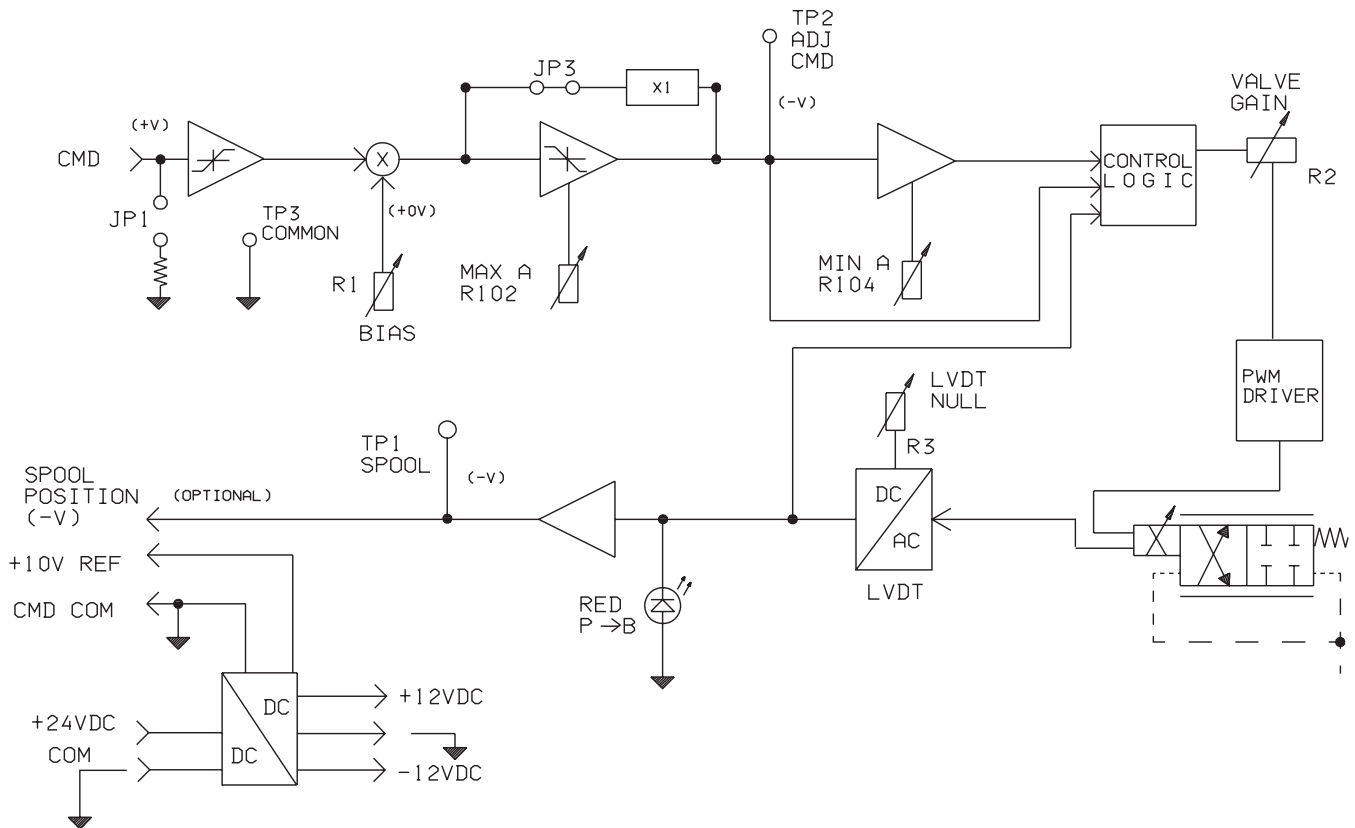 TP2
ADJ
CMD
(-V)
JP3
X1
VALVE
GAIN
R2
(+V)
CMD
X
CONTROL
LOGIC
JP1
TP3
COMMON
(+0V)
R1
BIAS
MAX A
R102
MIN A
R104
PWM
DRIVER
LVDT
NULL
R3
TP1
SPOOL
(-V)
SPOOL
POSITION
(-V)
(OPTIONAL)
DC
AC
LVDT
+10V REF
CMD COM
RED
P→B
+24VDC
COM
DC
DC
+12VDC
-12VDC